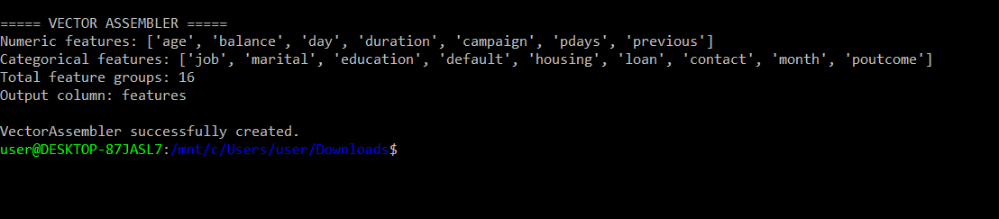 ===== VECTOR ASSEMBLER =====
Numeric features: ['age', 'balance', 'day', 'duration', 'campaign', 'pdays', 'previous']
Categorical features: ['job', 'marital', 'education', 'default', 'housing', 'loan', 'contact', 'month', 'poutcome']
Total feature groups: 16
Output column: features
VectorAssembler successfully created.
user@DESKTOP-87JASL7:/mnt/c/Users/user/Downloads$